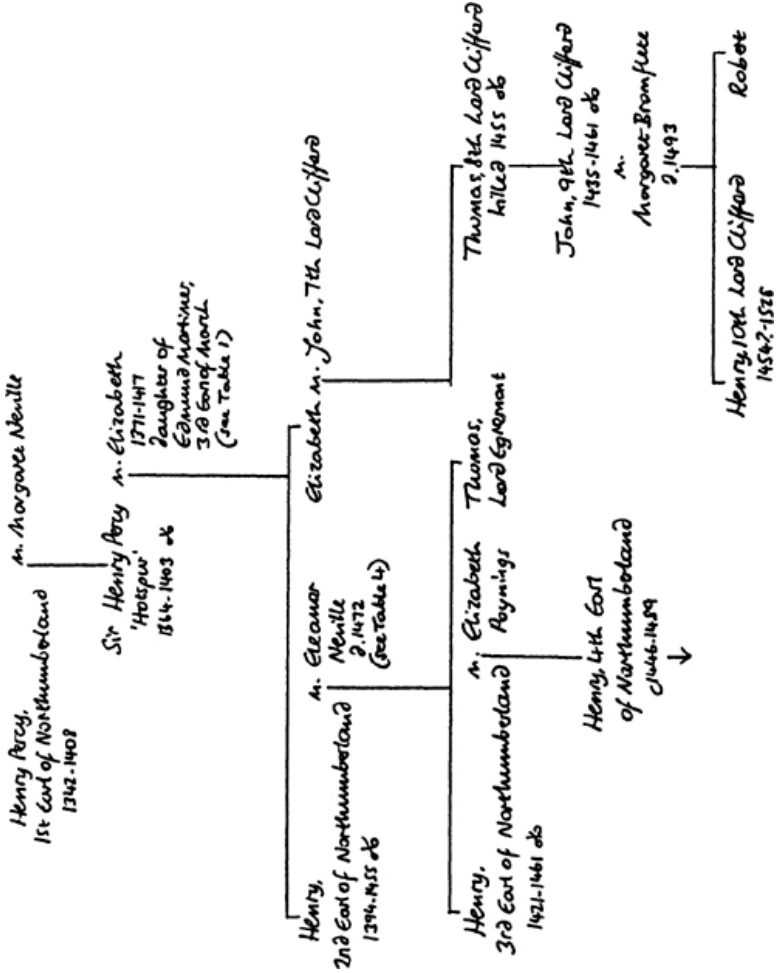 Henry Percy,
1st Earl of Northumberland
1342-1408
m. Margaret Neville
Sir Henry Percy
'Hotspur'
1364-1403
m. Elizabeth
1371-1417
daughter of
Edmund Mortimer,
3rd Earl of March
(see Table 1)
Henry,
2nd Earl of Northumberland
1394-1455
m. Eleanor
Neville
d.1472
(see Table 4)
Elizabeth m. John, 7th Lord Clifford
Henry,
3rd Earl of Northumberland
1421-1461
m. Elizabeth
Poynings
Thomas,
Lord Egremont
Thomas, 8th Lord Clifford
killed 1455
Henry, 4th Earl
of Northumberland
c1446-1489
John, 9th Lord Clifford
1435-1461
m.
Margaret Bromflete
d.1493
Henry, 10th Lord Clifford
1454?-1523
Robert